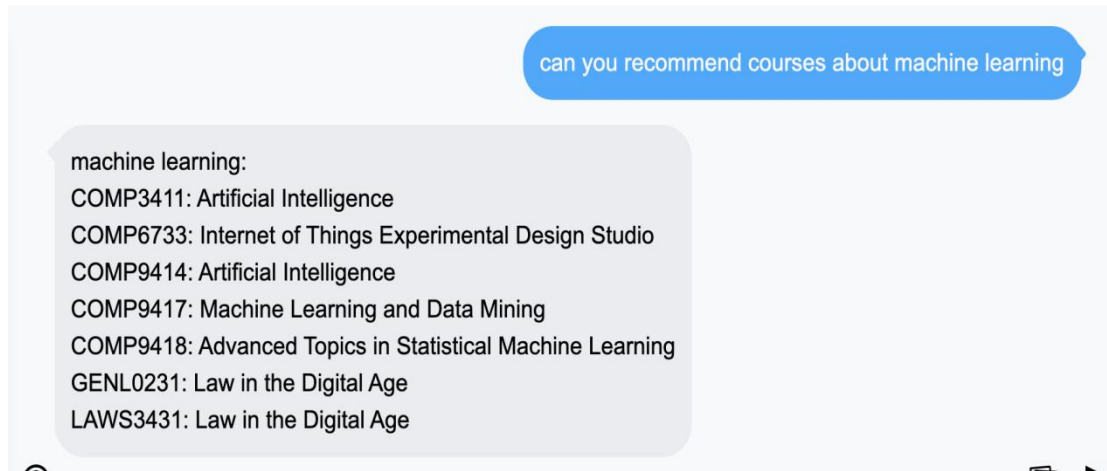 can you recommend courses about machine learning
machine learning:
COMP3411: Artificial Intelligence
COMP6733: Internet of Things Experimental Design Studio
COMP9414: Artificial Intelligence
COMP9417: Machine Learning and Data Mining
COMP9418: Advanced Topics in Statistical Machine Learning
GENL0231: Law in the Digital Age
LAWS3431: Law in the Digital Age